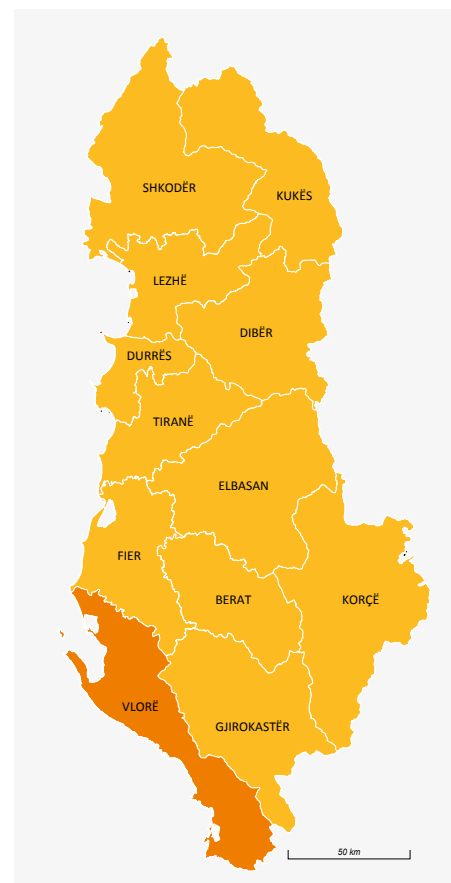 SHKODËR
KUKËS
LEZHË
DIBËR
DURRËS
TIRANË
ELBASAN
FIER
BERAT
KORÇË
VLORË
GJIROKASTËR
50 km